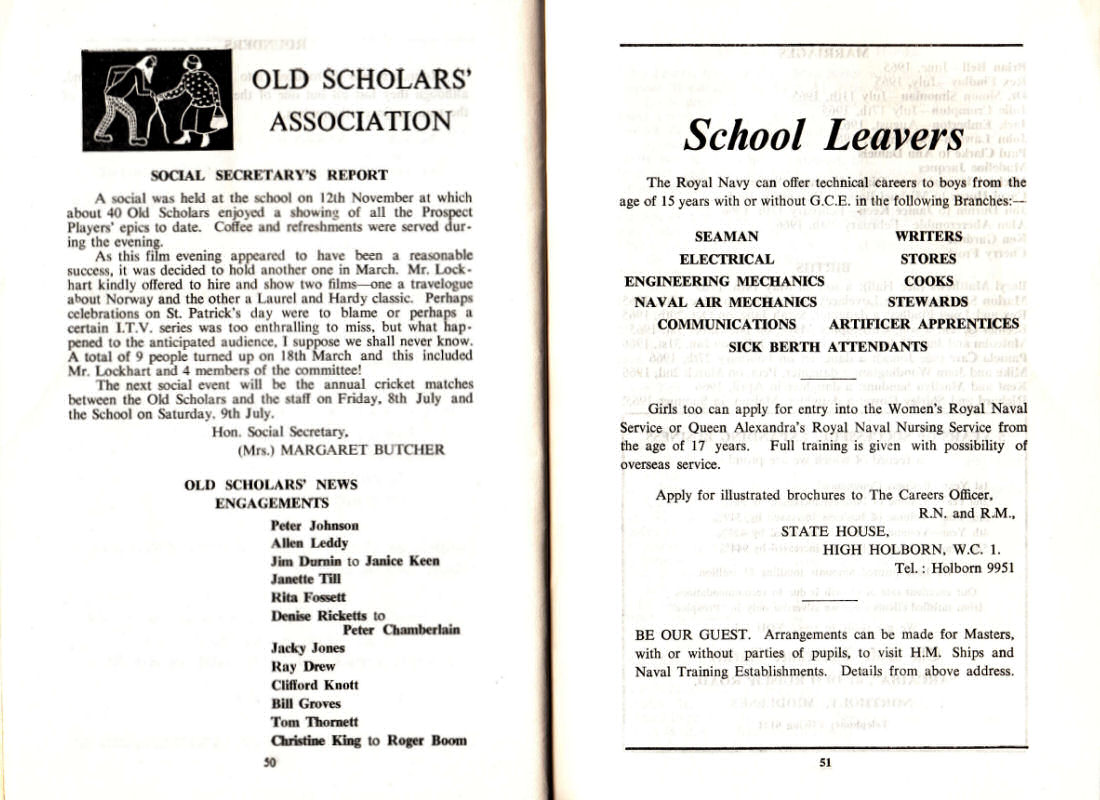 OLD SCHOLARS'
ASSOCIATION
SOCIAL SECRETARY'S REPORT
A social was held at the school on 12th November at which
about 40 Old Scholars enjoyed a showing of all the Prospect
Players' epics to date. Coffee and refreshments were served dur-
ing the evening.
As this film evening appeared to have been a reasonable
success, it was decided to hold another one in March. Mr. Lock-
hart kindly offered to hire and show two films—one a travelogue
about Norway and the other a Laurel and Hardy classic. Perhaps
celebrations on St. Patrick's day were to blame or perhaps a
certain I.T.V. series was too enthralling to miss, but what hap-
pened to the anticipated audience, I suppose we shall never know.
A total of 9 people turned up on 18th March and this included
Mr. Lockhart and 4 members of the committee!
The next social event will be the annual cricket matches
between the Old Scholars and the staff on Friday, 8th July and
the School on Saturday, 9th July.
Hon. Social Secretary,
(Mrs.) MARGARET BUTCHER
OLD SCHOLARS' NEWS
ENGAGEMENTS
Peter Johnson
Allen Leddy
Jim Durnin to Janice Keen
Janette Till
Rita Fossett
Denise Ricketts to
Peter Chamberlain
Jacky Jones
Ray Drew
Clifford Knott
Bill Groves
Tom Thornett
Christine King to Roger Boom
50
School Leavers
The Royal Navy can offer technical careers to boys from the
age of 15 years with or without G.C.E. in the following Branches:—
SEAMAN WRITERS
ELECTRICAL STORES
ENGINEERING MECHANICS COOKS
NAVAL AIR MECHANICS STEWARDS
COMMUNICATIONS ARTIFICER APPRENTICES
SICK BERTH ATTENDANTS
Girls too can apply for entry into the Women's Royal Naval
Service or Queen Alexandra's Royal Naval Nursing Service from
the age of 17 years. Full training is given with possibility of
overseas service.
Apply for illustrated brochures to The Careers Officer,
R.N. and R.M.,
STATE HOUSE,
HIGH HOLBORN, W.C. 1.
Tel. : Holborn 9951
BE OUR GUEST. Arrangements can be made for Masters,
with or without parties of pupils, to visit H.M. Ships and
Naval Training Establishments. Details from above address.
51